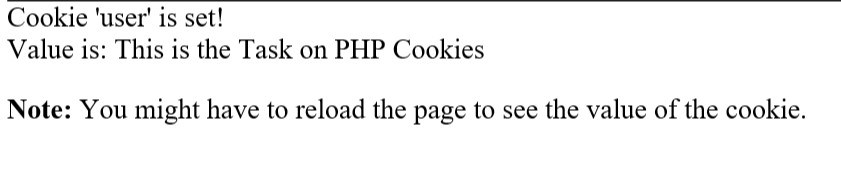 Cookie 'user' is set!
Value is: This is the Task on PHP Cookies
Note: You might have to reload the page to see the value of the cookie.